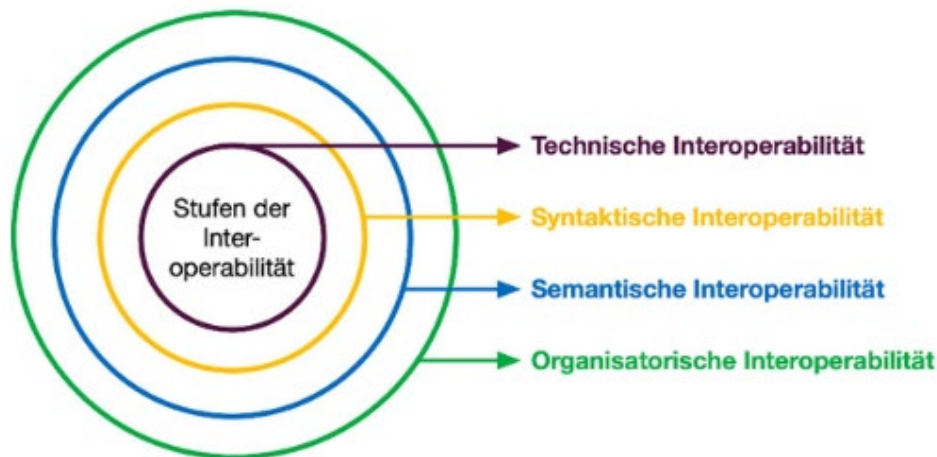 Stufen der
Inter-
operabilität
Technische Interoperabilität
Syntaktische Interoperabilität
Semantische Interoperabilität
Organisatorische Interoperabilität